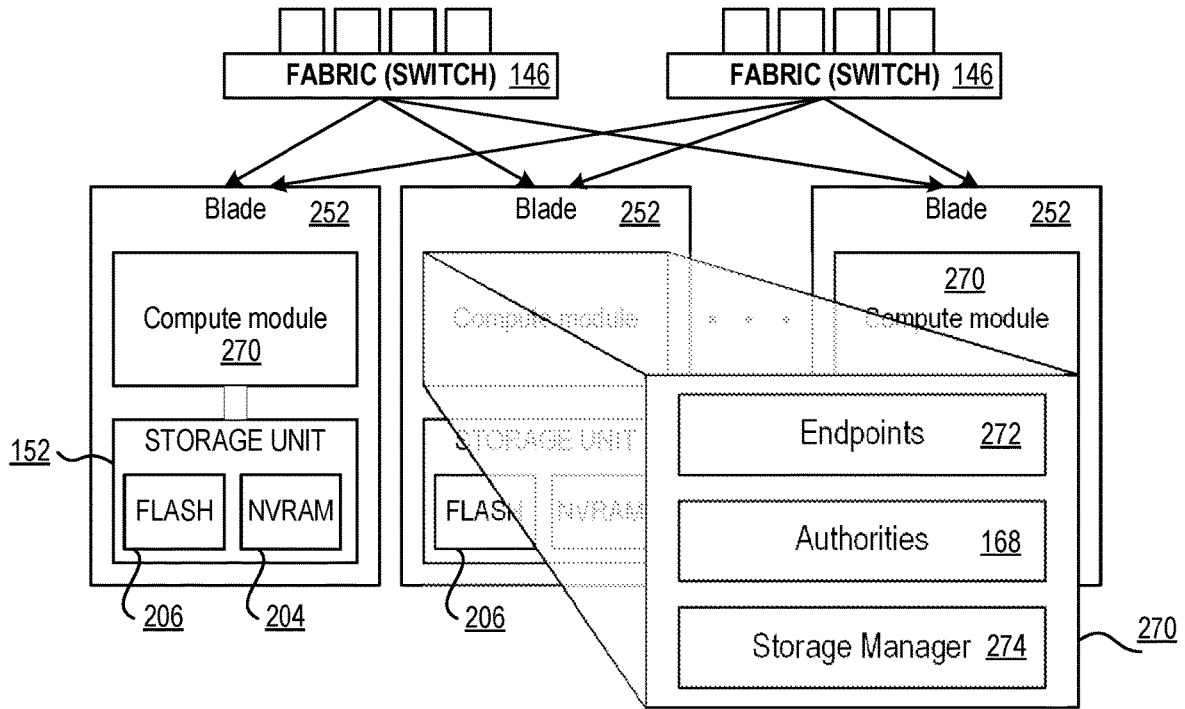 FABRIC (SWITCH) 146
FABRIC (SWITCH) 146
Blade 252
Blade 252
Blade 252
Compute module
270
Compute module
270
Compute module
152
STORAGE UNIT
FLASH
NVRAM
STORAGE UNIT
FLASH
NVRAM
206
204
206
Endpoints 272
Authorities 168
Storage Manager 274
270